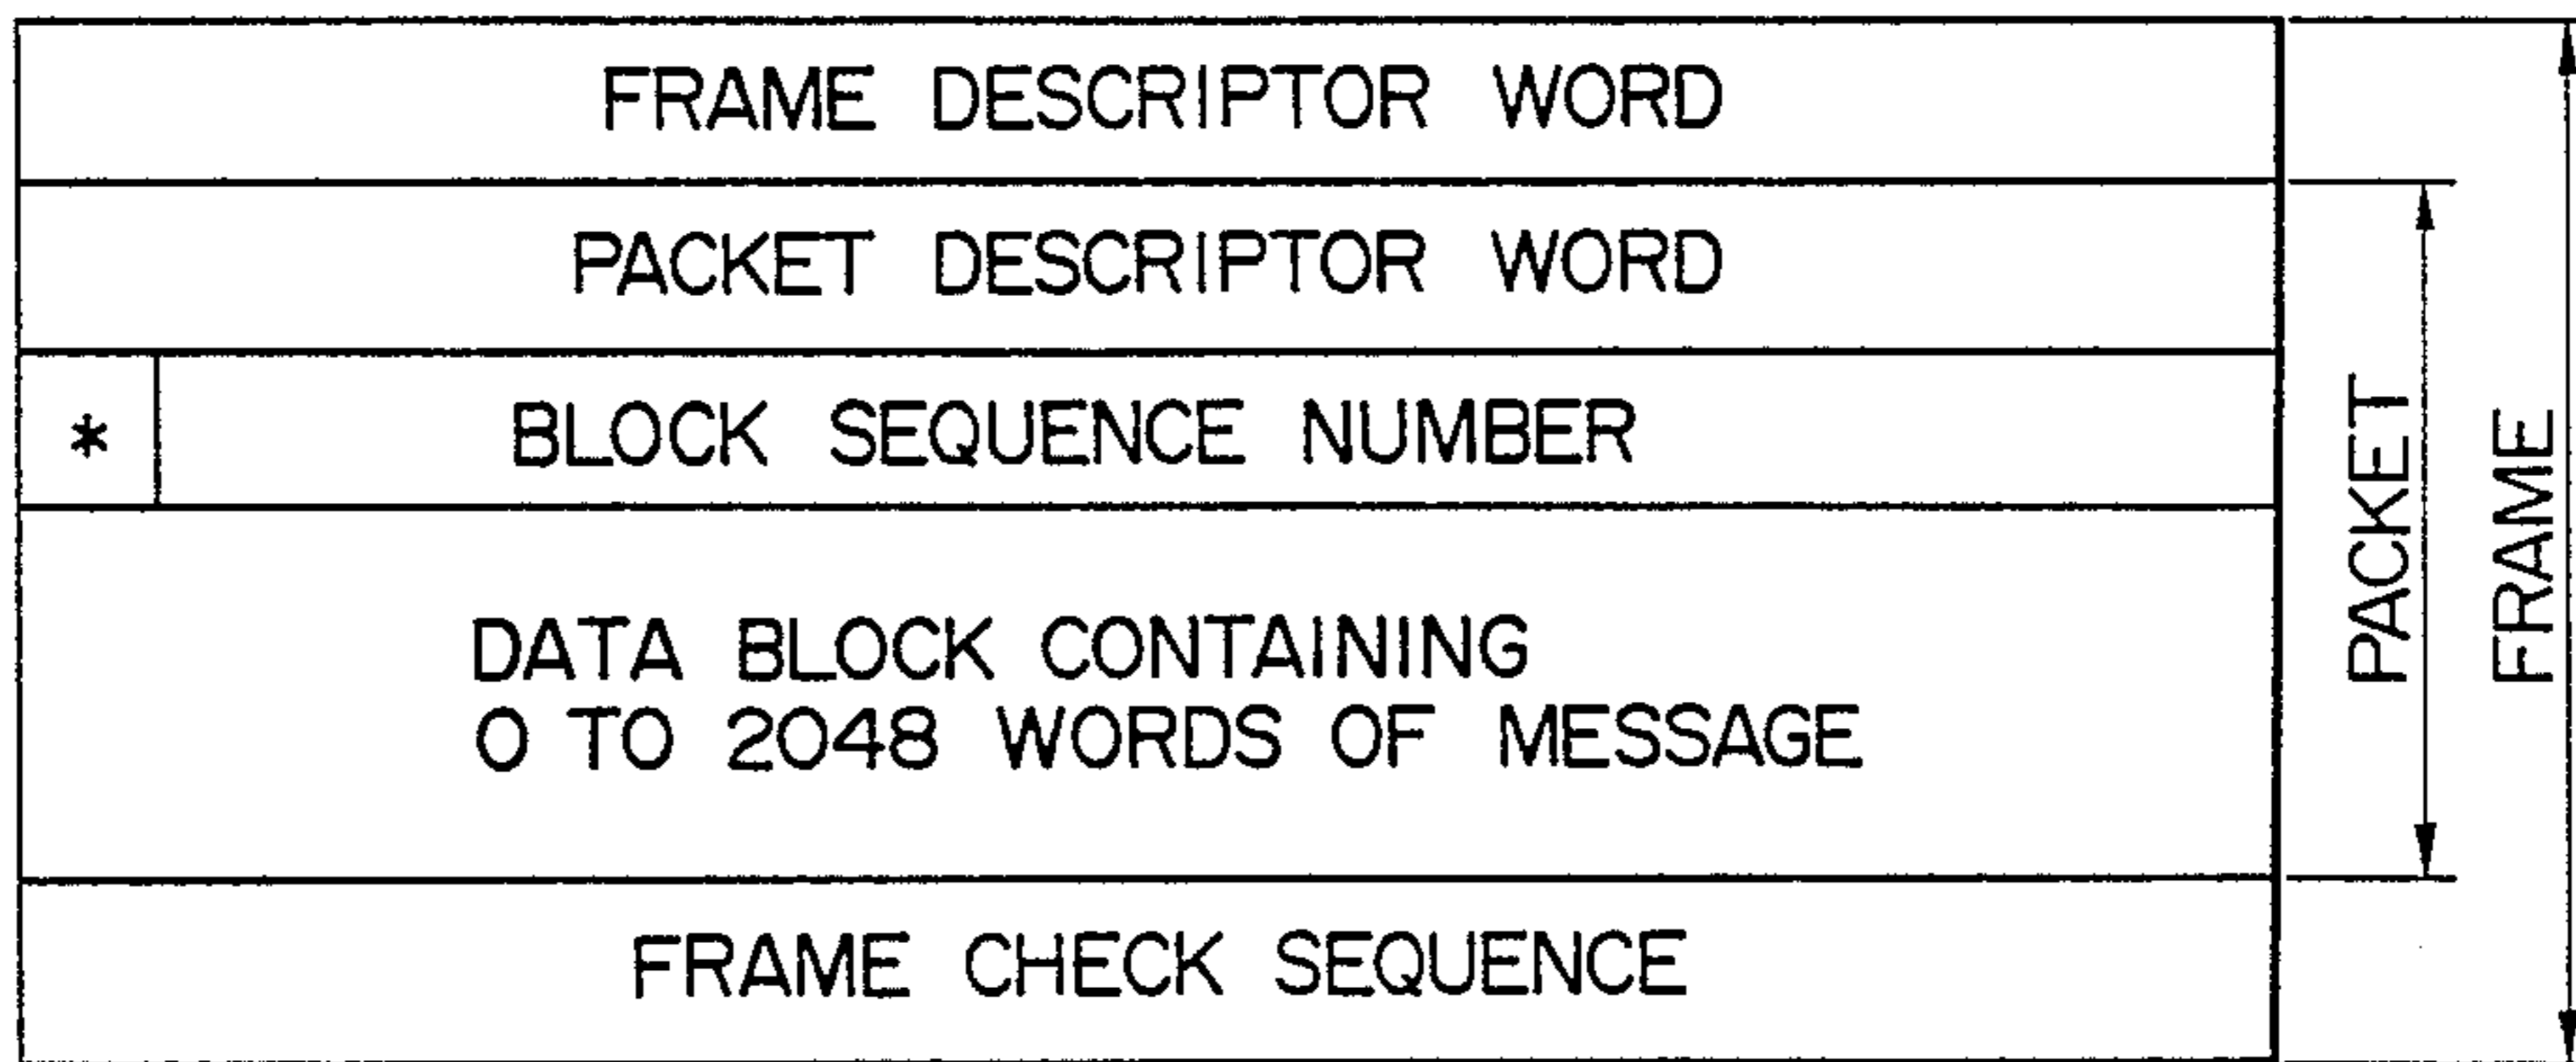 FRAME DESCRIPTOR WORD
PACKET DESCRIPTOR WORD
* BLOCK SEQUENCE NUMBER
DATA BLOCK CONTAINING
0 TO 2048 WORDS OF MESSAGE
FRAME CHECK SEQUENCE
PACKET
FRAME